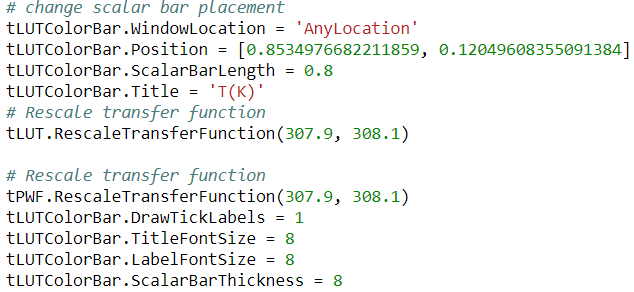 # change scalar bar placement
tLUTColorBar.WindowLocation = 'AnyLocation'
tLUTColorBar.Position = [0.8534976682211859, 0.12049608355091384]
tLUTColorBar.ScalarBarLength = 0.8
tLUTColorBar.Title = 'T(K)'
# Rescale transfer function
tLUT.RescaleTransferFunction(307.9, 308.1)
# Rescale transfer function
tPWF.RescaleTransferFunction(307.9, 308.1)
tLUTColorBar.DrawTickLabels = 1
tLUTColorBar.TitleFontSize = 8
tLUTColorBar.LabelFontSize = 8
tLUTColorBar.ScalarBarThickness = 8